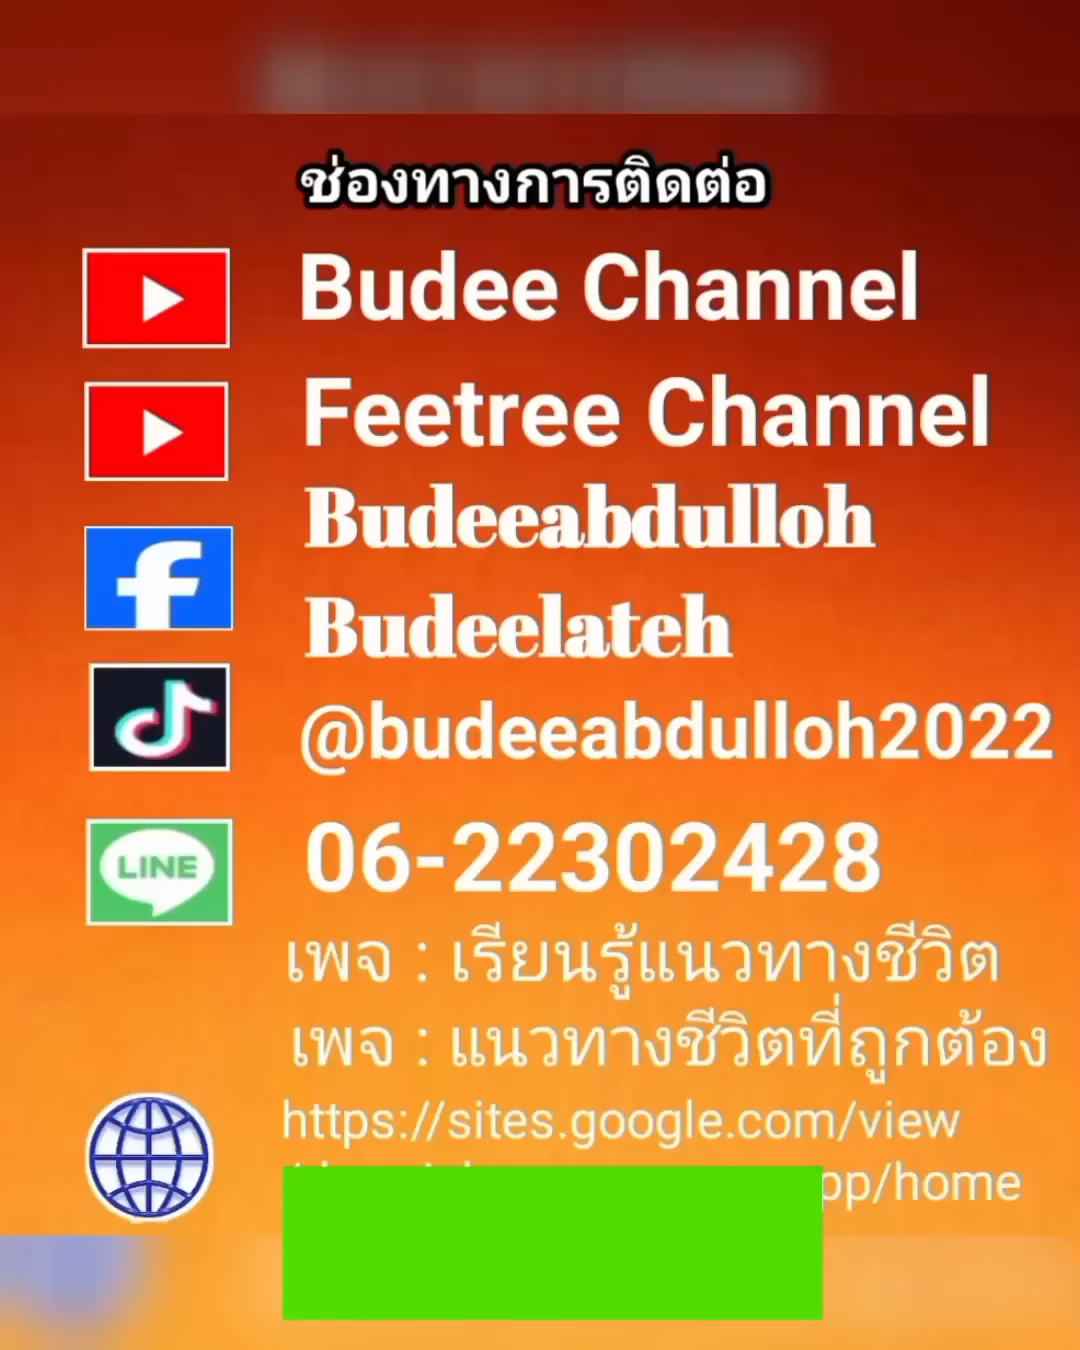 ช่องทางการติดต่อ
Budee Channel
Feetree Channel
Budeeabdulloh
Budeelateh
@budeeabdulloh2022
LINE
06-22302428
เพจ : เรียนรู้แนวทางชีวิต
เพจ : แนวทางชีวิตที่ถูกต้อง
https://sites.google.com/view
pp/home